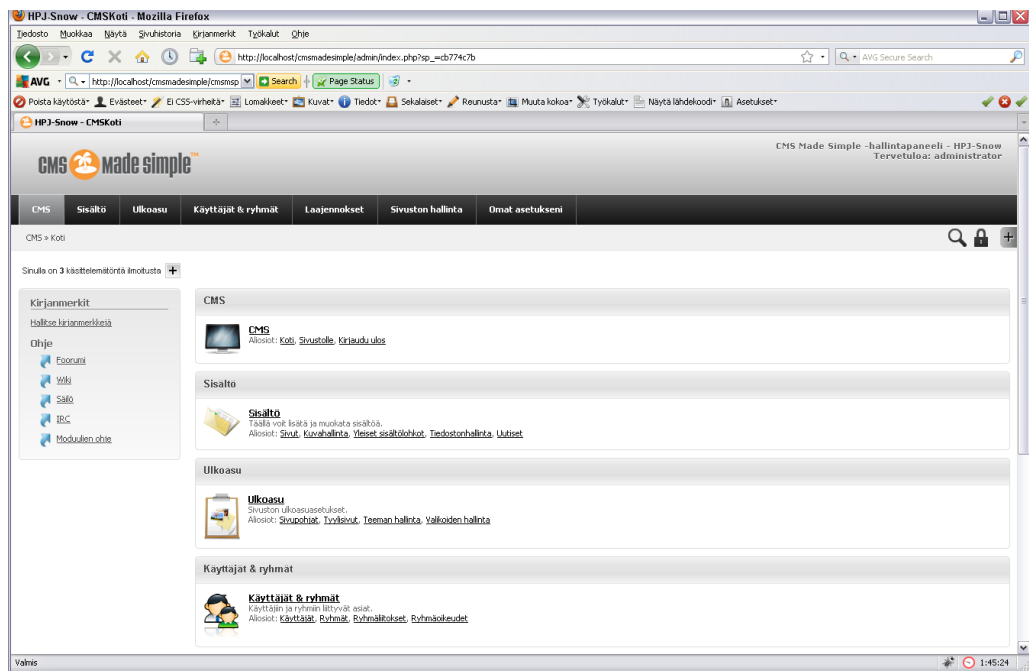 HPJ-Snow - CMSKoti - Mozilla Firefox
Tiedosto Muokkaa Näytä Sivuhistoria Kirjanmerkit Työkalut Ohje
http://localhost/cmsmadesimple/admin/index.php?sp_=cb774c7b
AVG Secure Search
AVG http://localhost/cmsmadesimple/cmsmsp Search Page Status
Poista käytöstä Evästeet Ei CSS-virheitä Lomakkeet Kuvat Tiedot Sekalaiset Reunusta Muuta kokoa Työkalut Näytä lähdekoodi Asetukset
HPJ-Snow - CMSKoti
CMS Made Simple -hallintapaneeli - HPJ-Snow
Tervetuloa: administrator
CMS made simple™
CMS Sisältö Ulkoasu Käyttäjät & ryhmät Laajennokset Sivuston hallinta Omat asetukseni
CMS » Koti
Sinulla on 3 käsittelemätöntä ilmoitusta
Kirjanmerkit
Hallitse kirjanmerkkejä
Ohje
Foorumi
Wiki
Säilö
IRC
Moduulien ohje
CMS
CMS
Aliosiot: Koti, Sivustolle, Kirjaudu ulos
Sisältö
Sisältö
Täällä voit lisätä ja muokata sisältöä.
Aliosiot: Sivut, Kuvahallinta, Yleiset sisältölohkot, Tiedostonhallinta, Uutiset
Ulkoasu
Ulkoasu
Sivuston ulkoasuasetukset.
Aliosiot: Sivupohjat, Tyylisivut, Teeman hallinta, Valikoiden hallinta
Käyttäjät & ryhmät
Käyttäjät & ryhmät
Käyttäjiin ja ryhmiin liittyvät asiat.
Aliosiot: Käyttäjät, Ryhmät, Ryhmäliitokset, Ryhmäoikeudet
Valmis
1:45:24